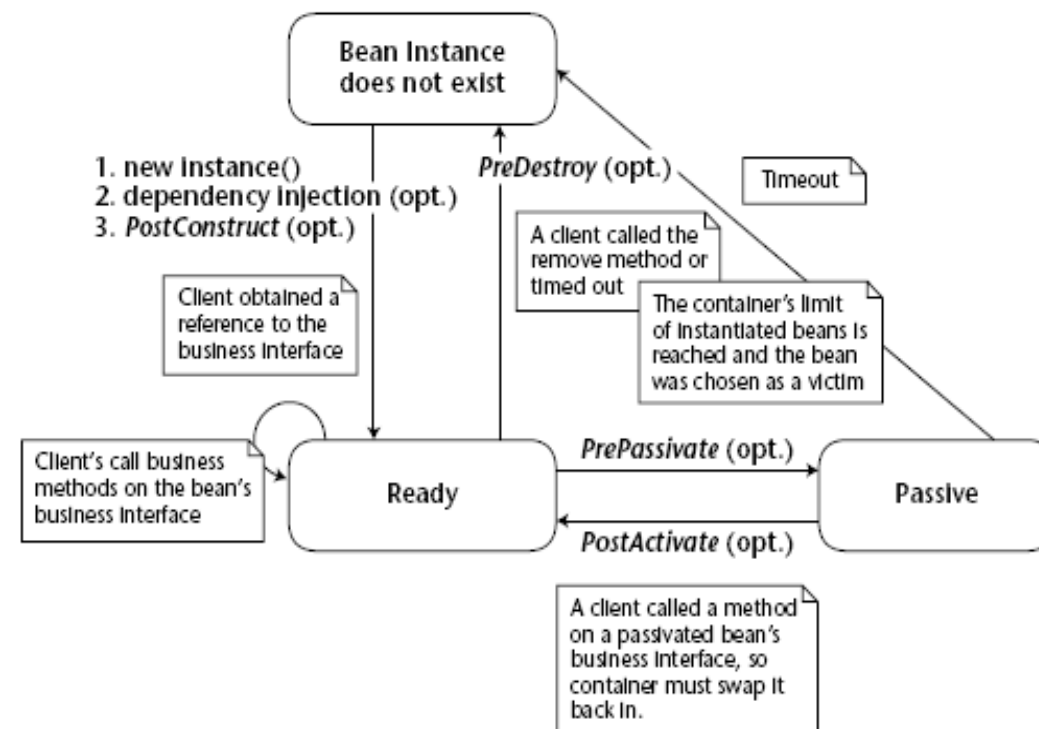 Bean Instance
does not exist
1. new instance()
2. dependency injection (opt.)
3. PostConstruct (opt.)
PreDestroy (opt.)
Timeout
A client called the
remove method or
timed out
Client obtained a
reference to the
business interface
The container's limit
of instantiated beans is
reached and the bean
was chosen as a victim
Client's call business
methods on the bean's
business interface
Ready
PrePassivate (opt.)
Passive
PostActivate (opt.)
A client called a method
on a passivated bean's
business interface, so
container must swap it
back in.